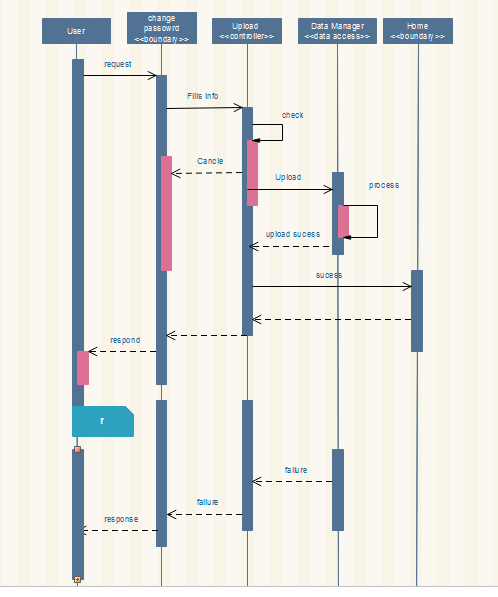 User
change
passowrd
<<boundary>>
Upload
<<controller>>
Data Manager
<<data access>>
Home
<<boundary>>
request
Fills info
check
Cancle
Upload
process
upload sucess
sucess
respond
r
failure
failure
response